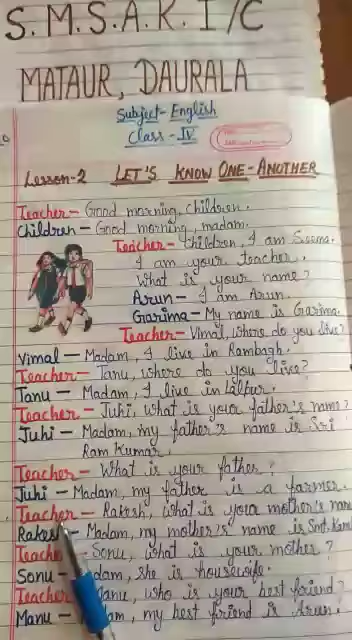 S.M.S.A.K.I/C
MATAUR, DAURALA
Subject- English
Class- IV
Lesson-2 LET'S KNOW ONE-ANOTHER
Teacher- Good morning, children.
Children- Good morning, madam.
Teacher- Children, I am Seema.
I am your teacher.
What is your name?
Arun- I am Arun.
Garima- My name is Garima.
Teacher- Vimal, where do you live?
Vimal- Madam, I live in Rambagh.
Teacher- Tanu, where do you live?
Tanu- Madam, I live in Lalpur.
Teacher- Juhi, what is your father's name?
Juhi- Madam, my father's name is Sri
Ram Kumar.
Teacher- What is your father?
Juhi- Madam, my father is a farmer.
Teacher- Rakesh, what is your mother's name
Rakesh- Madam, my mother's name is Smt.
Teache Sonu, what is your mother?
Sonu- dam, she is housewife.
Teacher Manu, who is your best friend?
Manu- am, my best friend is Arun.